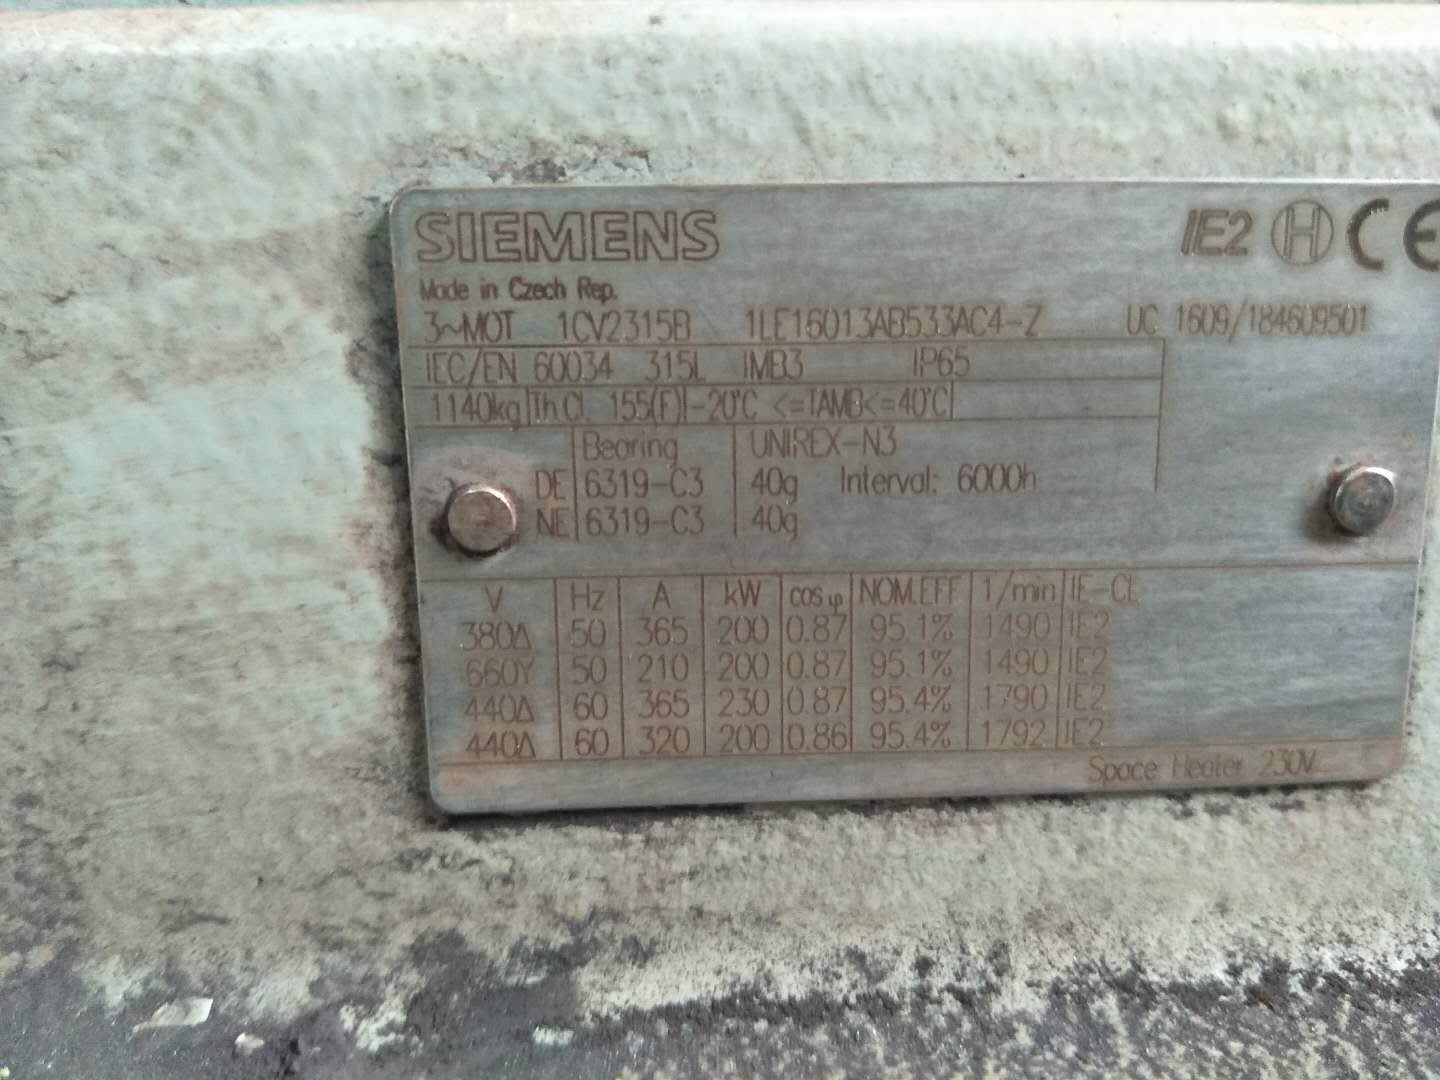 SIEMENS IE2 H CE
Made in Czech Rep.
3~MOT 1CV2315B 1LE16013AB533AC4-Z UC 1609/184609501
IEC/EN 60034 315L IMB3 IP65
1140kg Th.Cl. 155(F) -20°C <=TAMB<=40°C
Bearing UNIREX-N3
DE 6319-C3 40g Interval: 6000h
NE 6319-C3 40g
V Hz A kW cos φ NOM.EFF 1/min IE-CL
380Δ 50 365 200 0.87 95.1% 1490 IE2
660Y 50 210 200 0.87 95.1% 1490 IE2
440Δ 60 365 230 0.87 95.4% 1790 IE2
440Δ 60 320 200 0.86 95.4% 1792 IE2
Space Heater 230V